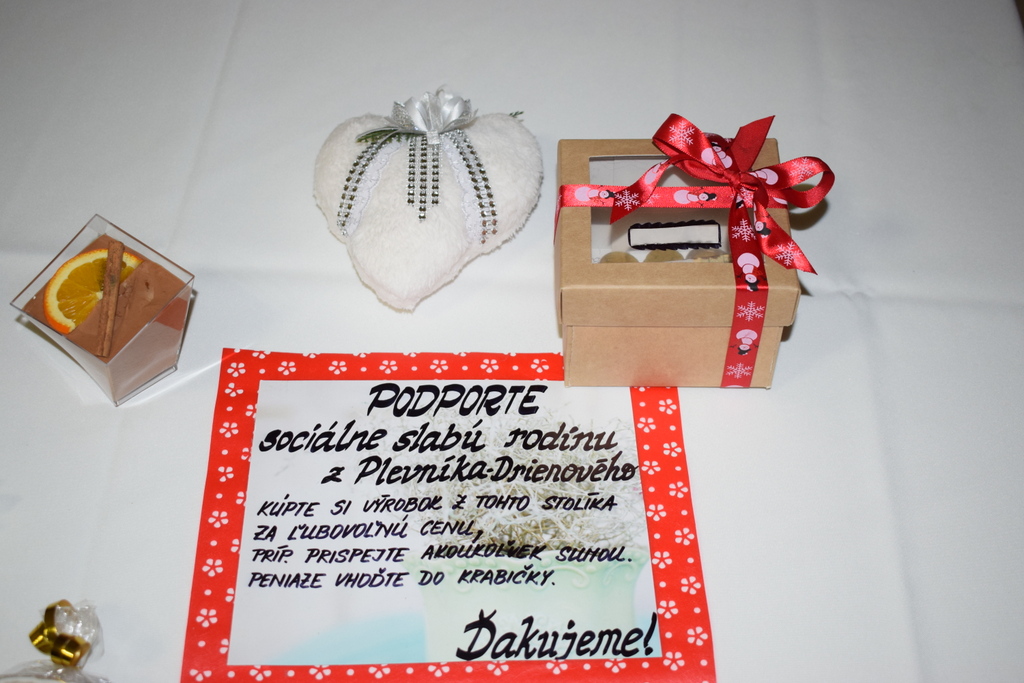 PODPORTE
sociálne slabú rodinu
z Plevníka-Drienového
KÚPTE SI VÝROBOK Z TOHTO STOLÍKA
ZA ĽUBOVOĽNÚ CENU,
PRÍP. PRISPEJTE AKOUKOĽVEK SUMOU.
PENIAZE VHOĎTE DO KRABIČKY.
Ďakujeme!